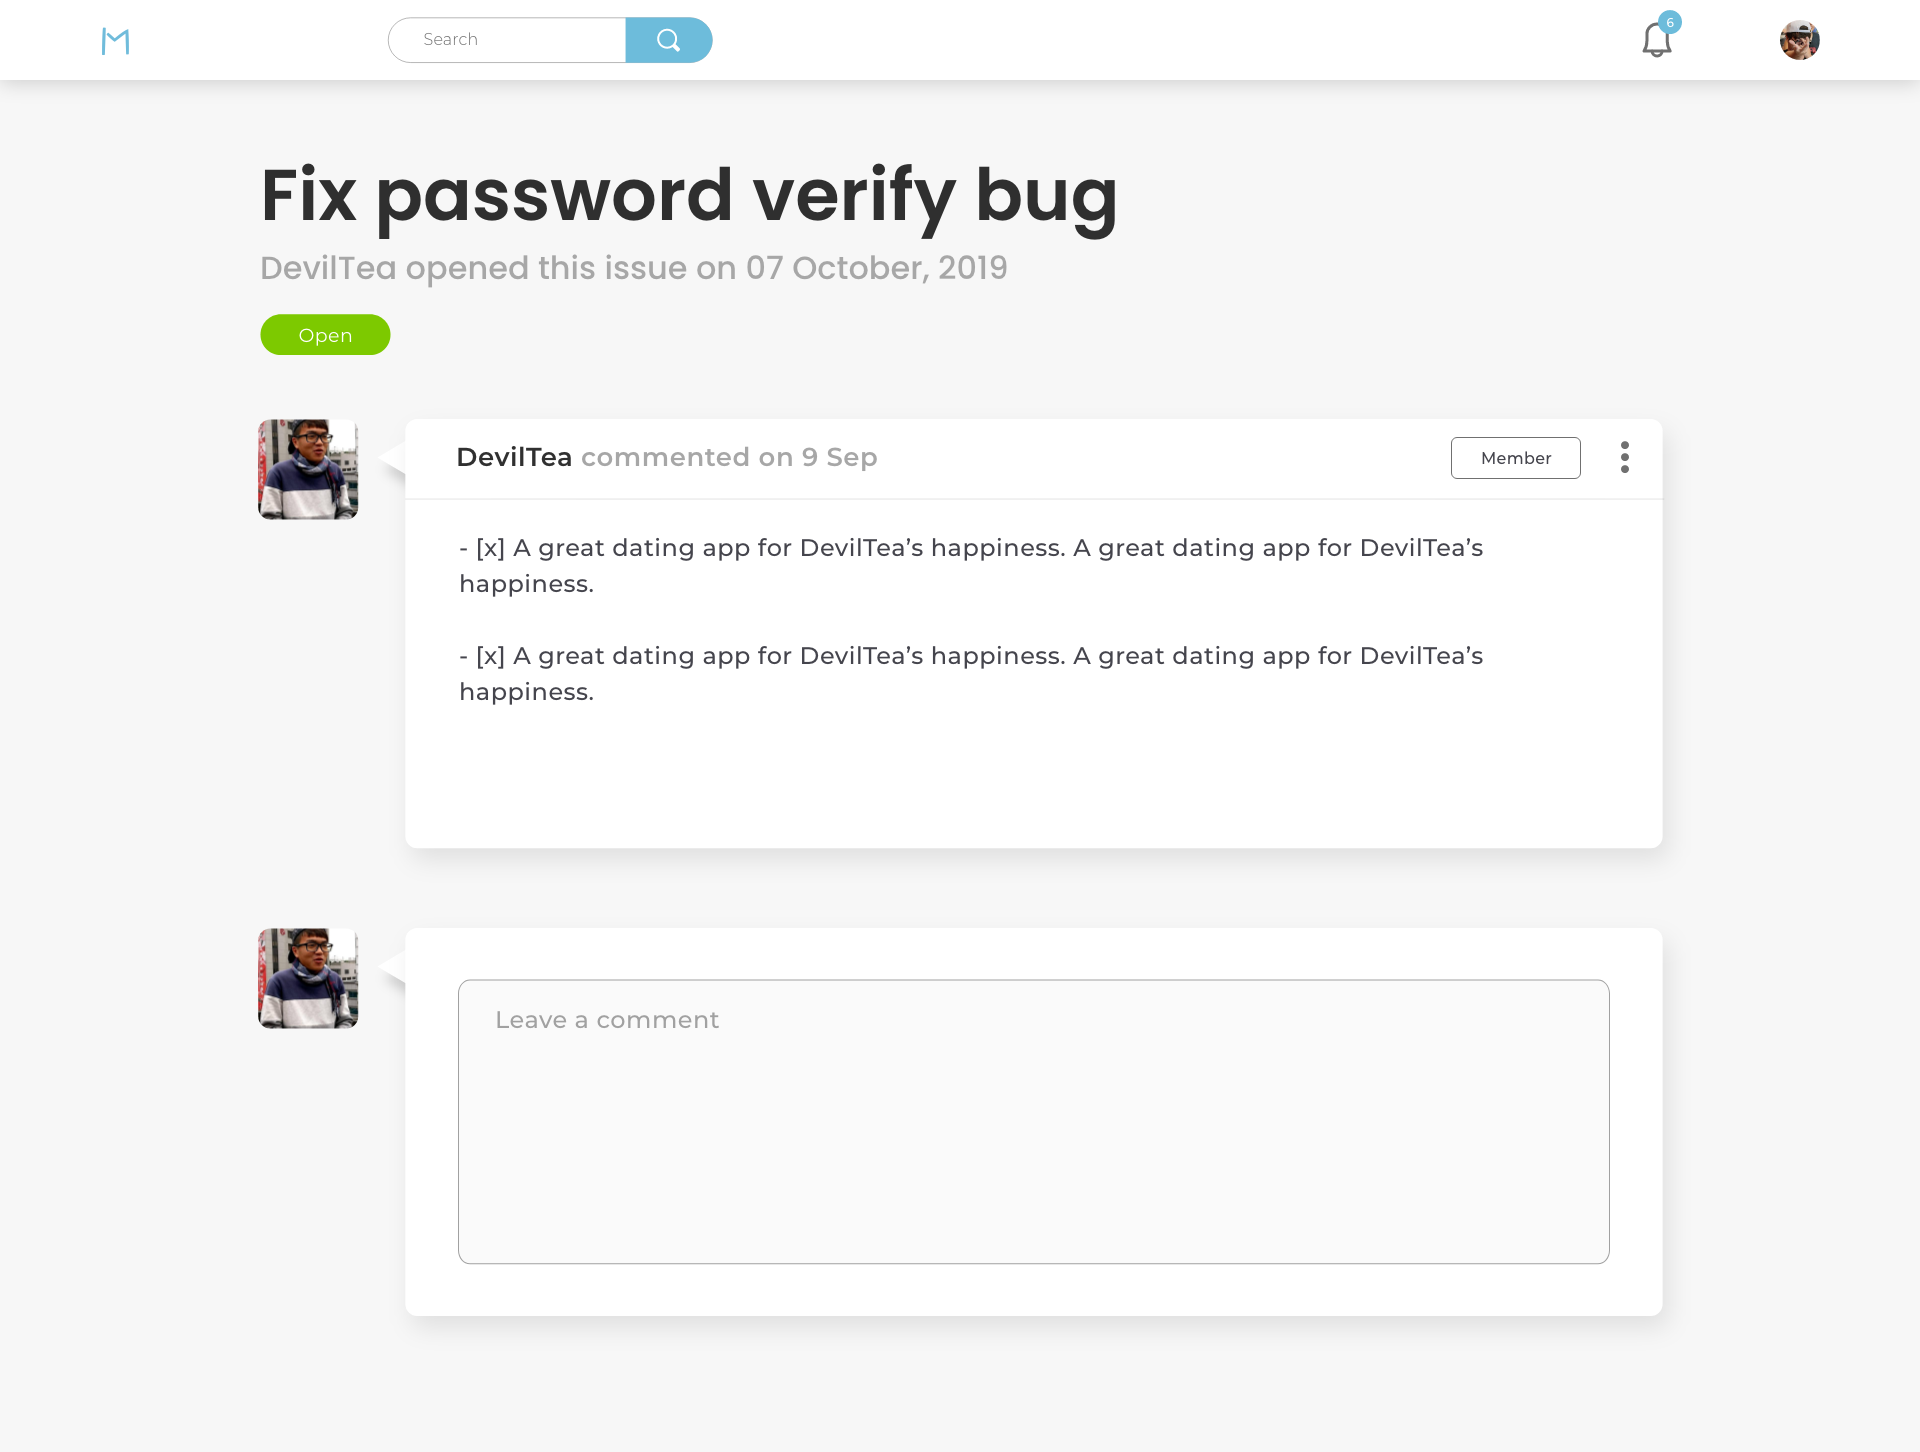 M
Search
6
Fix password verify bug
DevilTea opened this issue on 07 October, 2019
Open
DevilTea commented on 9 Sep
Member
- [x] A great dating app for DevilTea’s happiness. A great dating app for DevilTea’s
happiness.
- [x] A great dating app for DevilTea’s happiness. A great dating app for DevilTea’s
happiness.
Leave a comment